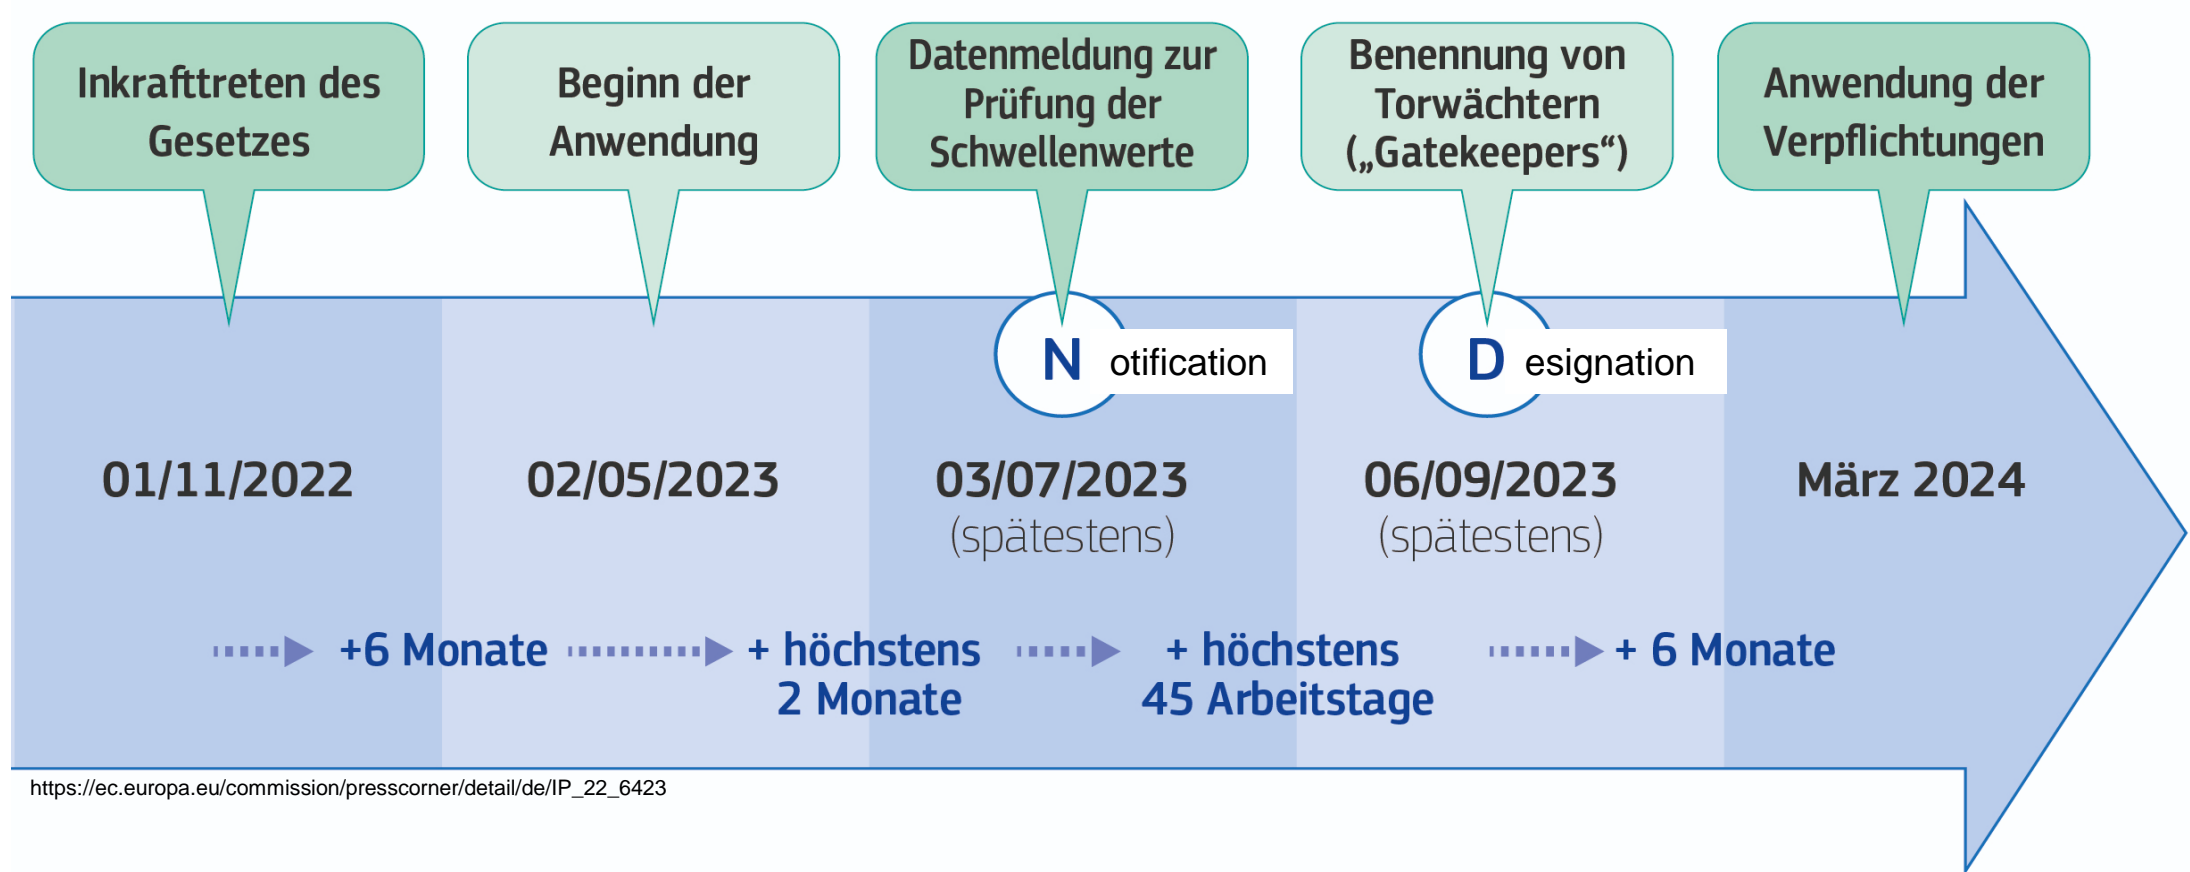 Inkrafttreten des
Gesetzes
Beginn der
Anwendung
Datenmeldung zur
Prüfung der
Schwellenwerte
Benennung von
Torwächtern
(„Gatekeepers“)
Anwendung der
Verpflichtungen
N otification
D esignation
01/11/2022
02/05/2023
03/07/2023
(spätestens)
06/09/2023
(spätestens)
März 2024
+6 Monate
+ höchstens
2 Monate
+ höchstens
45 Arbeitstage
+ 6 Monate
https://ec.europa.eu/commission/presscorner/detail/de/IP_22_6423